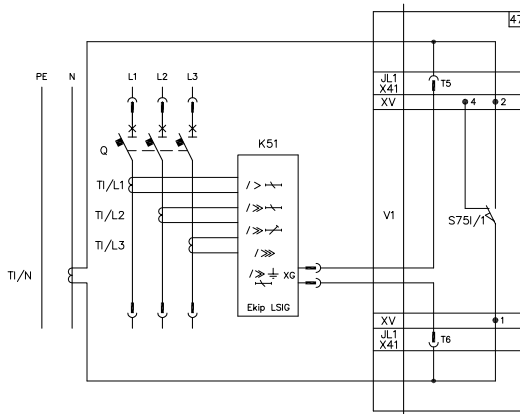 47
PE N L1 L2 L3
JL1 T5
X41
XV 4 2
Q
K51
TI/L1 / >
TI/L2 / ≫
V1 S75I/1
TI/L3 / ≫
/ ⋙
TI/N / ≫ XG
Ekip LSIG
XV 1
JL1 T6
X41